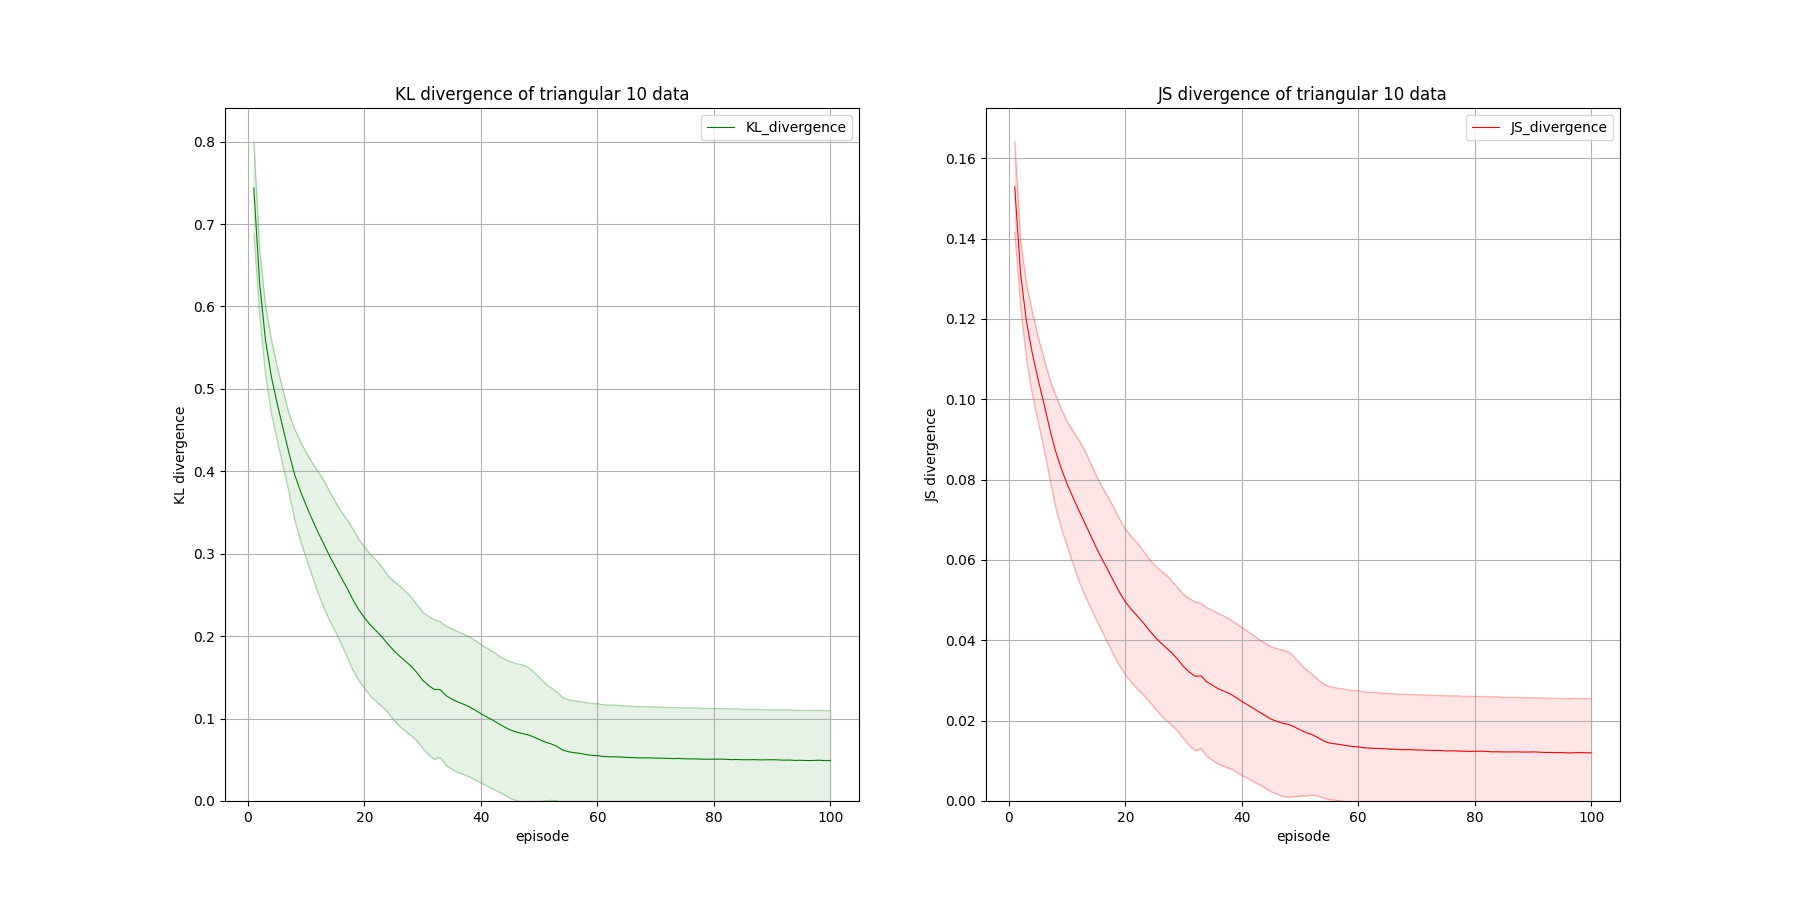 KL divergence of triangular 10 data
KL_divergence
KL divergence
0.8
0.7
0.6
0.5
0.4
0.3
0.2
0.1
0.0
0 20 40 60 80 100
episode
JS divergence of triangular 10 data
JS_divergence
JS divergence
0.16
0.14
0.12
0.10
0.08
0.06
0.04
0.02
0.00
0 20 40 60 80 100
episode